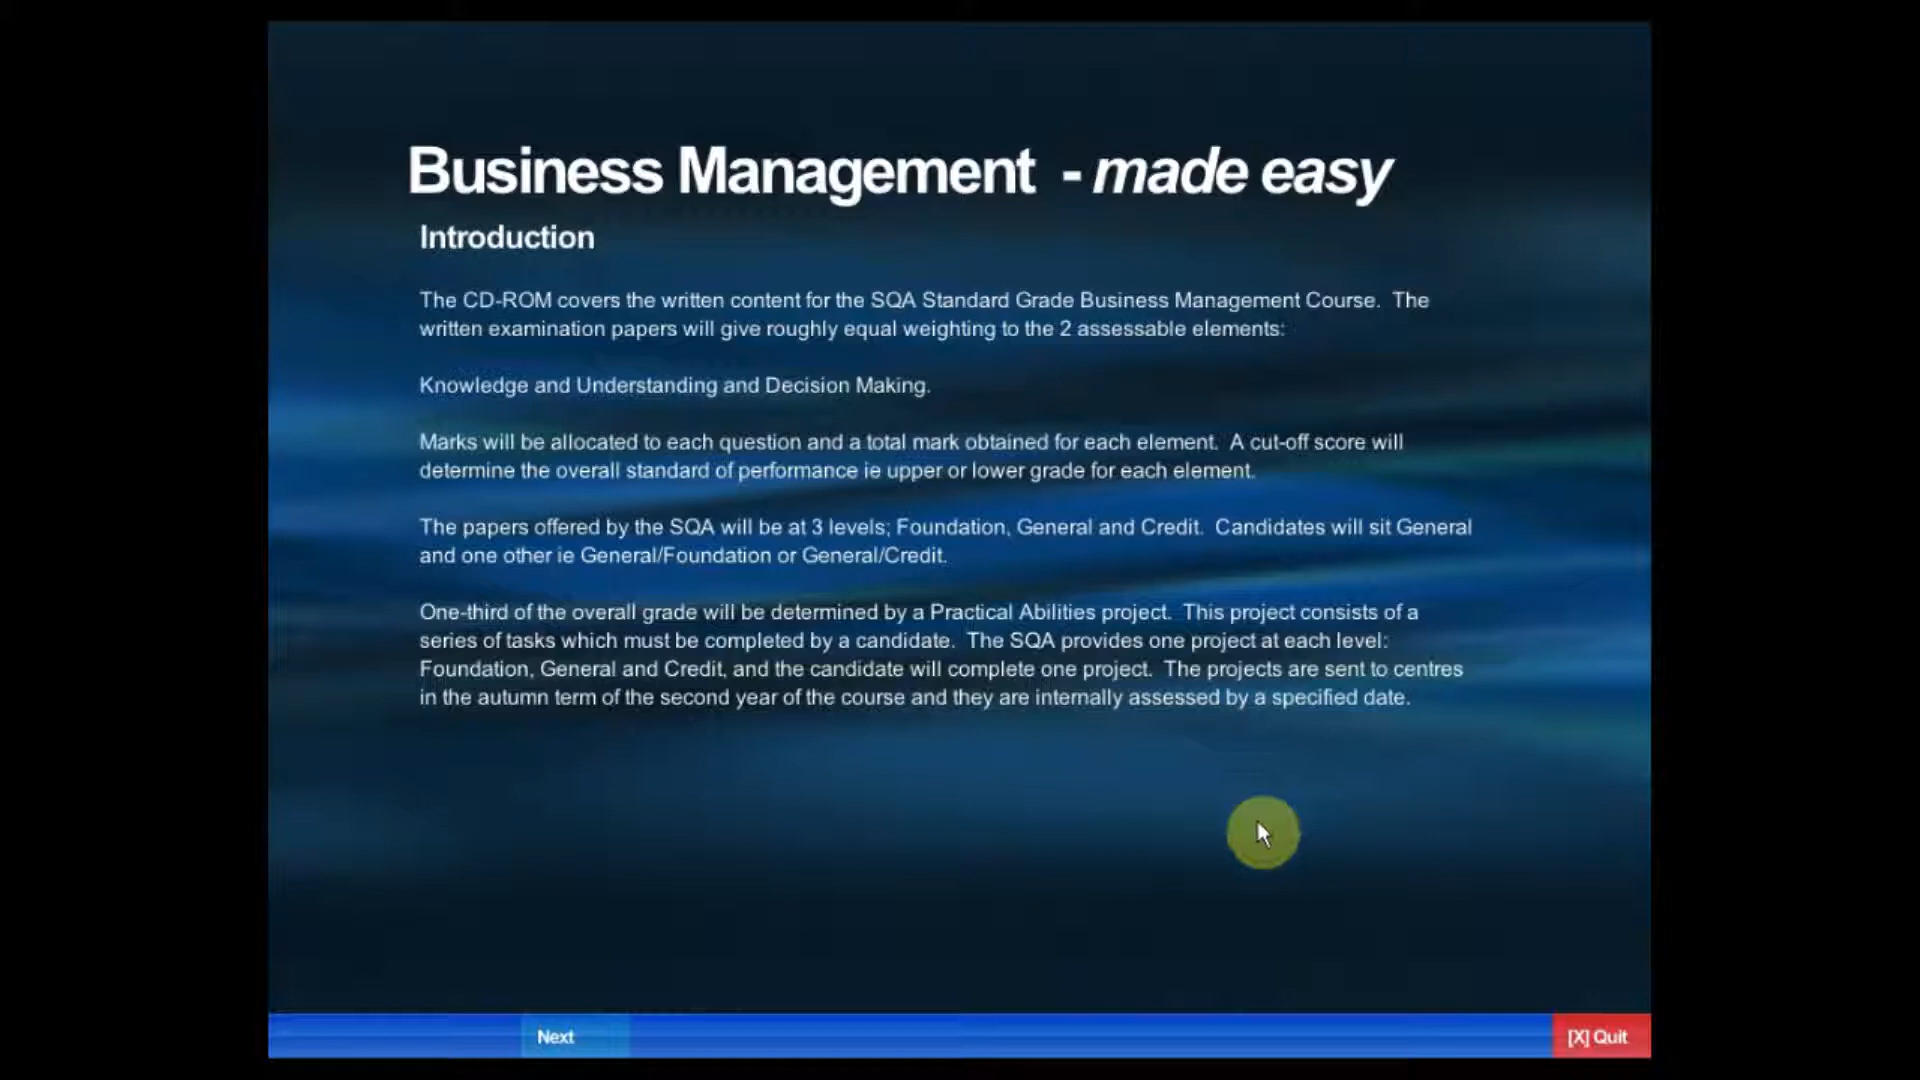 Business Management - made easy
Introduction
The CD-ROM covers the written content for the SQA Standard Grade Business Management Course. The
written examination papers will give roughly equal weighting to the 2 assessable elements:
Knowledge and Understanding and Decision Making.
Marks will be allocated to each question and a total mark obtained for each element. A cut-off score will
determine the overall standard of performance ie upper or lower grade for each element.
The papers offered by the SQA will be at 3 levels; Foundation, General and Credit. Candidates will sit General
and one other ie General/Foundation or General/Credit.
One-third of the overall grade will be determined by a Practical Abilities project. This project consists of a
series of tasks which must be completed by a candidate. The SQA provides one project at each level:
Foundation, General and Credit, and the candidate will complete one project. The projects are sent to centres
in the autumn term of the second year of the course and they are internally assessed by a specified date.
Next
[X] Quit